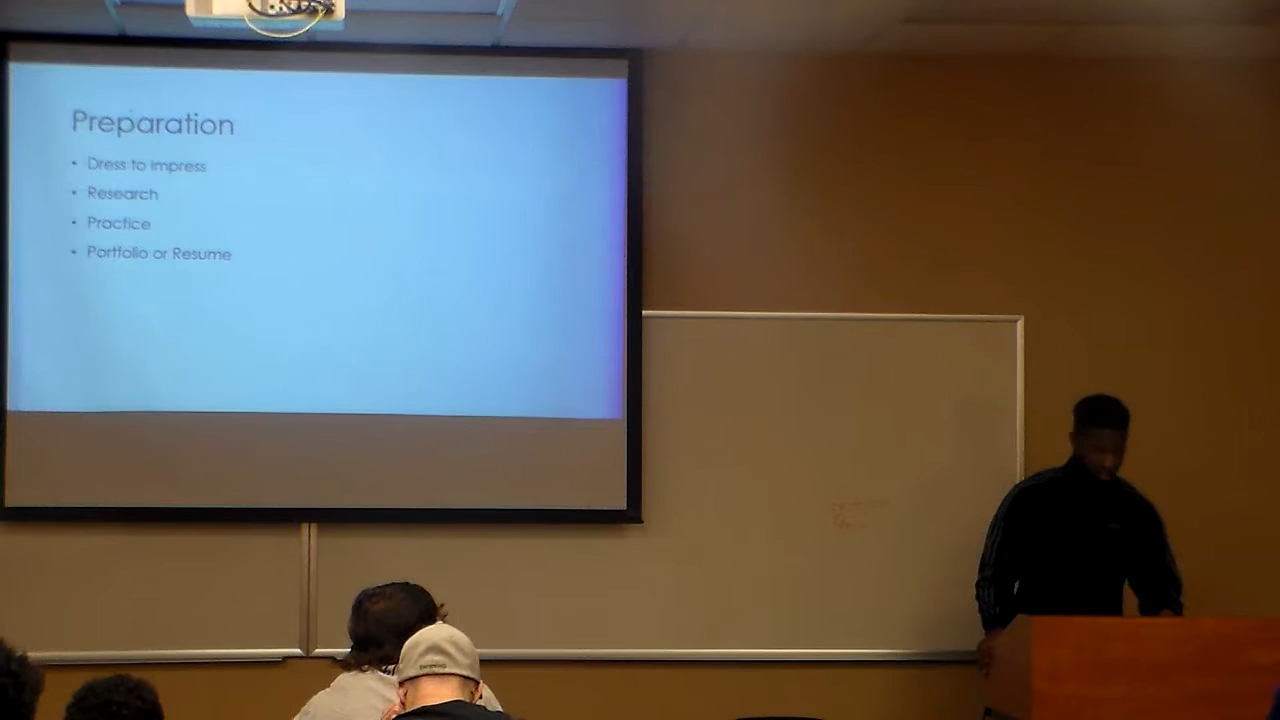 Preparation
• Dress to Impress
• Research
• Practice
• Portfolio or Resume